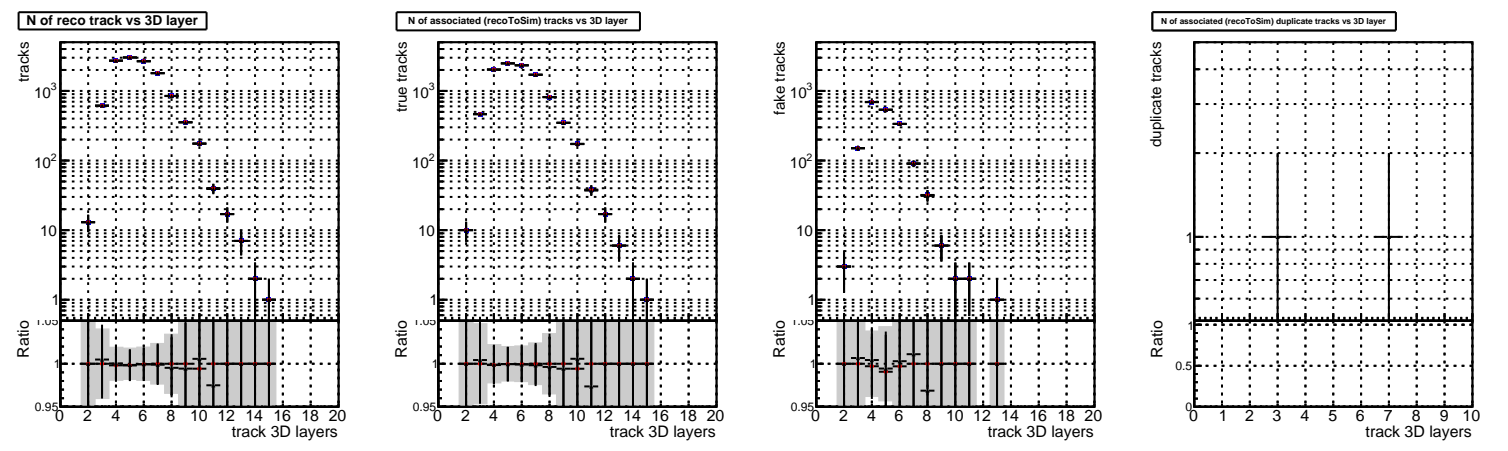 N of reco track vs 3D layer
tracks
10³
10²
10
1
Ratio
1.05
1
0.95
0 2 4 6 8 10 12 14 16 18 20
track 3D layers
N of associated (recoToSim) tracks vs 3D layer
true tracks
10³
10²
10
1
Ratio
1.05
1
0.95
0 2 4 6 8 10 12 14 16 18 20
track 3D layers
fake tracks
10³
10²
10
1
Ratio
1.05
1
0.95
0 2 4 6 8 10 12 14 16 18 20
track 3D layers
N of associated (recoToSim) duplicate tracks vs 3D layer
duplicate tracks
1
Ratio
1
0.5
0
0 1 2 3 4 5 6 7 8 9 10
track 3D layers